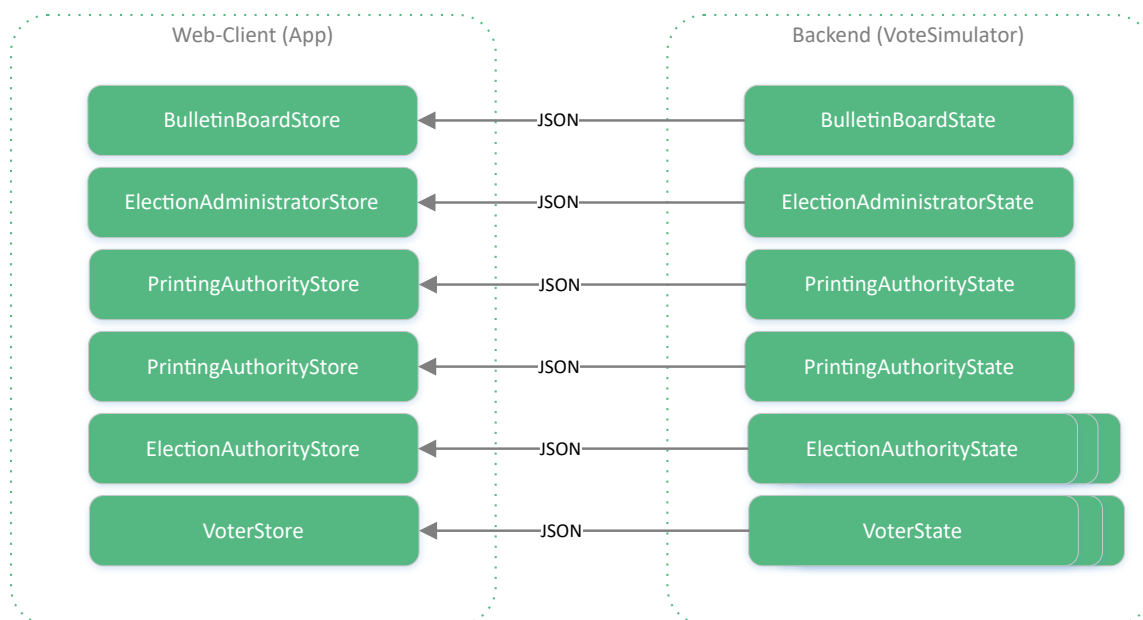 Web-Client (App)
Backend (VoteSimulator)
BulletinBoardStore
JSON
BulletinBoardState
ElectionAdministratorStore
JSON
ElectionAdministratorState
PrintingAuthorityStore
JSON
PrintingAuthorityState
PrintingAuthorityStore
JSON
PrintingAuthorityState
ElectionAuthorityStore
JSON
ElectionAuthorityState
VoterStore
JSON
VoterState